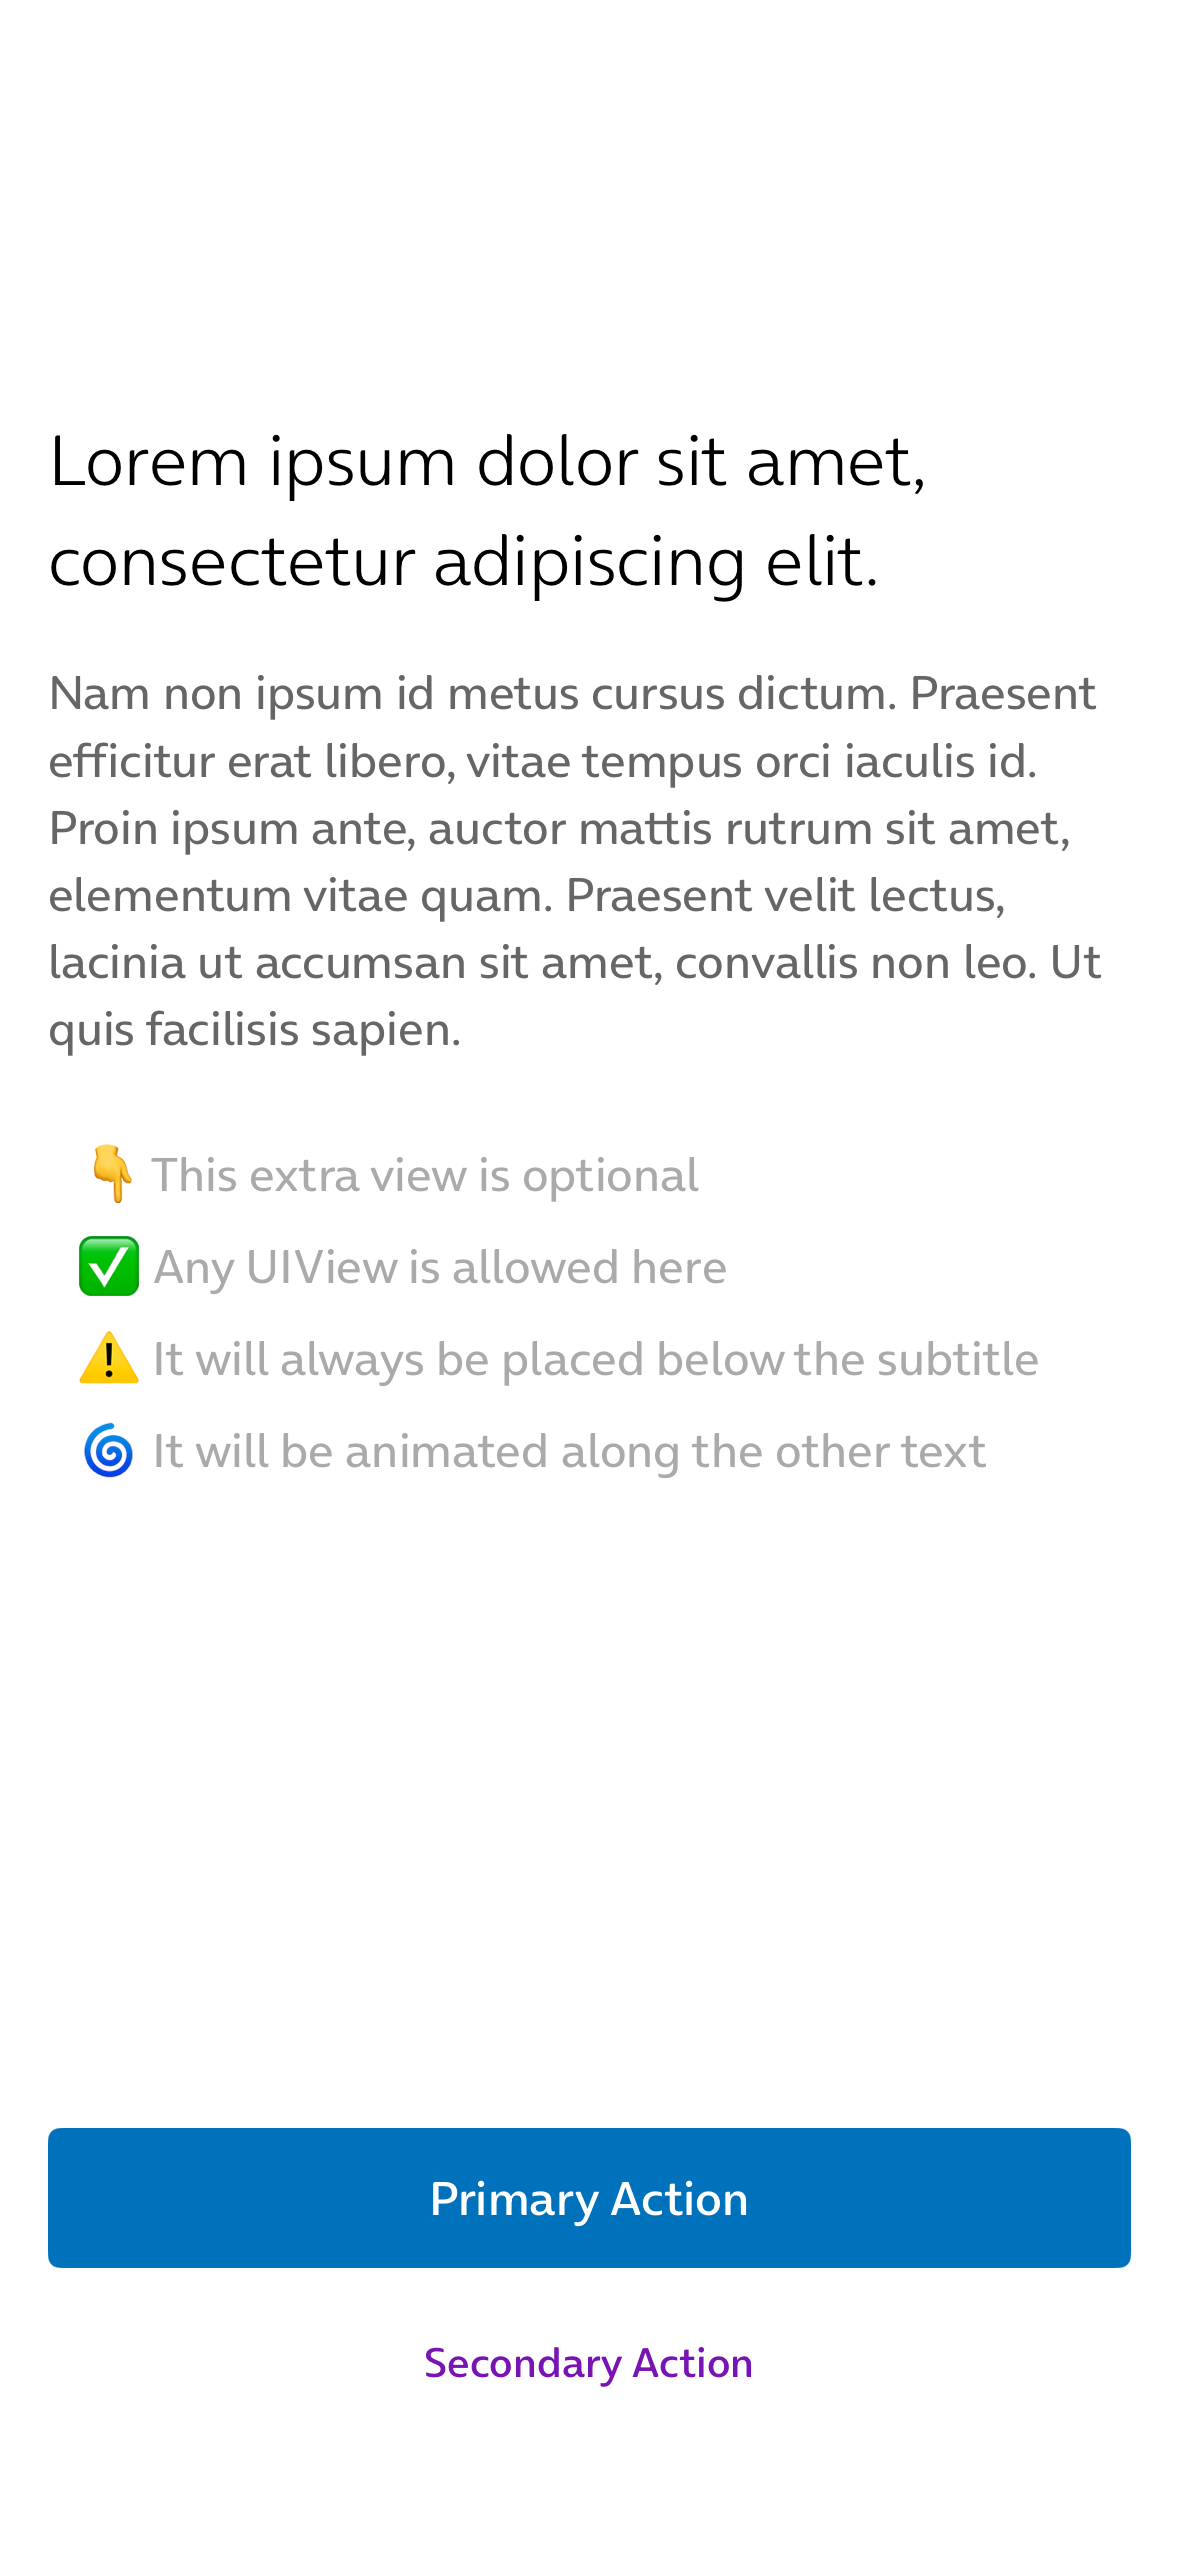 Lorem ipsum dolor sit amet,
consectetur adipiscing elit.
Nam non ipsum id metus cursus dictum. Praesent
efficitur erat libero, vitae tempus orci iaculis id.
Proin ipsum ante, auctor mattis rutrum sit amet,
elementum vitae quam. Praesent velit lectus,
lacinia ut accumsan sit amet, convallis non leo. Ut
quis facilisis sapien.
👇 This extra view is optional
✅ Any UIView is allowed here
⚠️ It will always be placed below the subtitle
🌀 It will be animated along the other text
Primary Action
Secondary Action